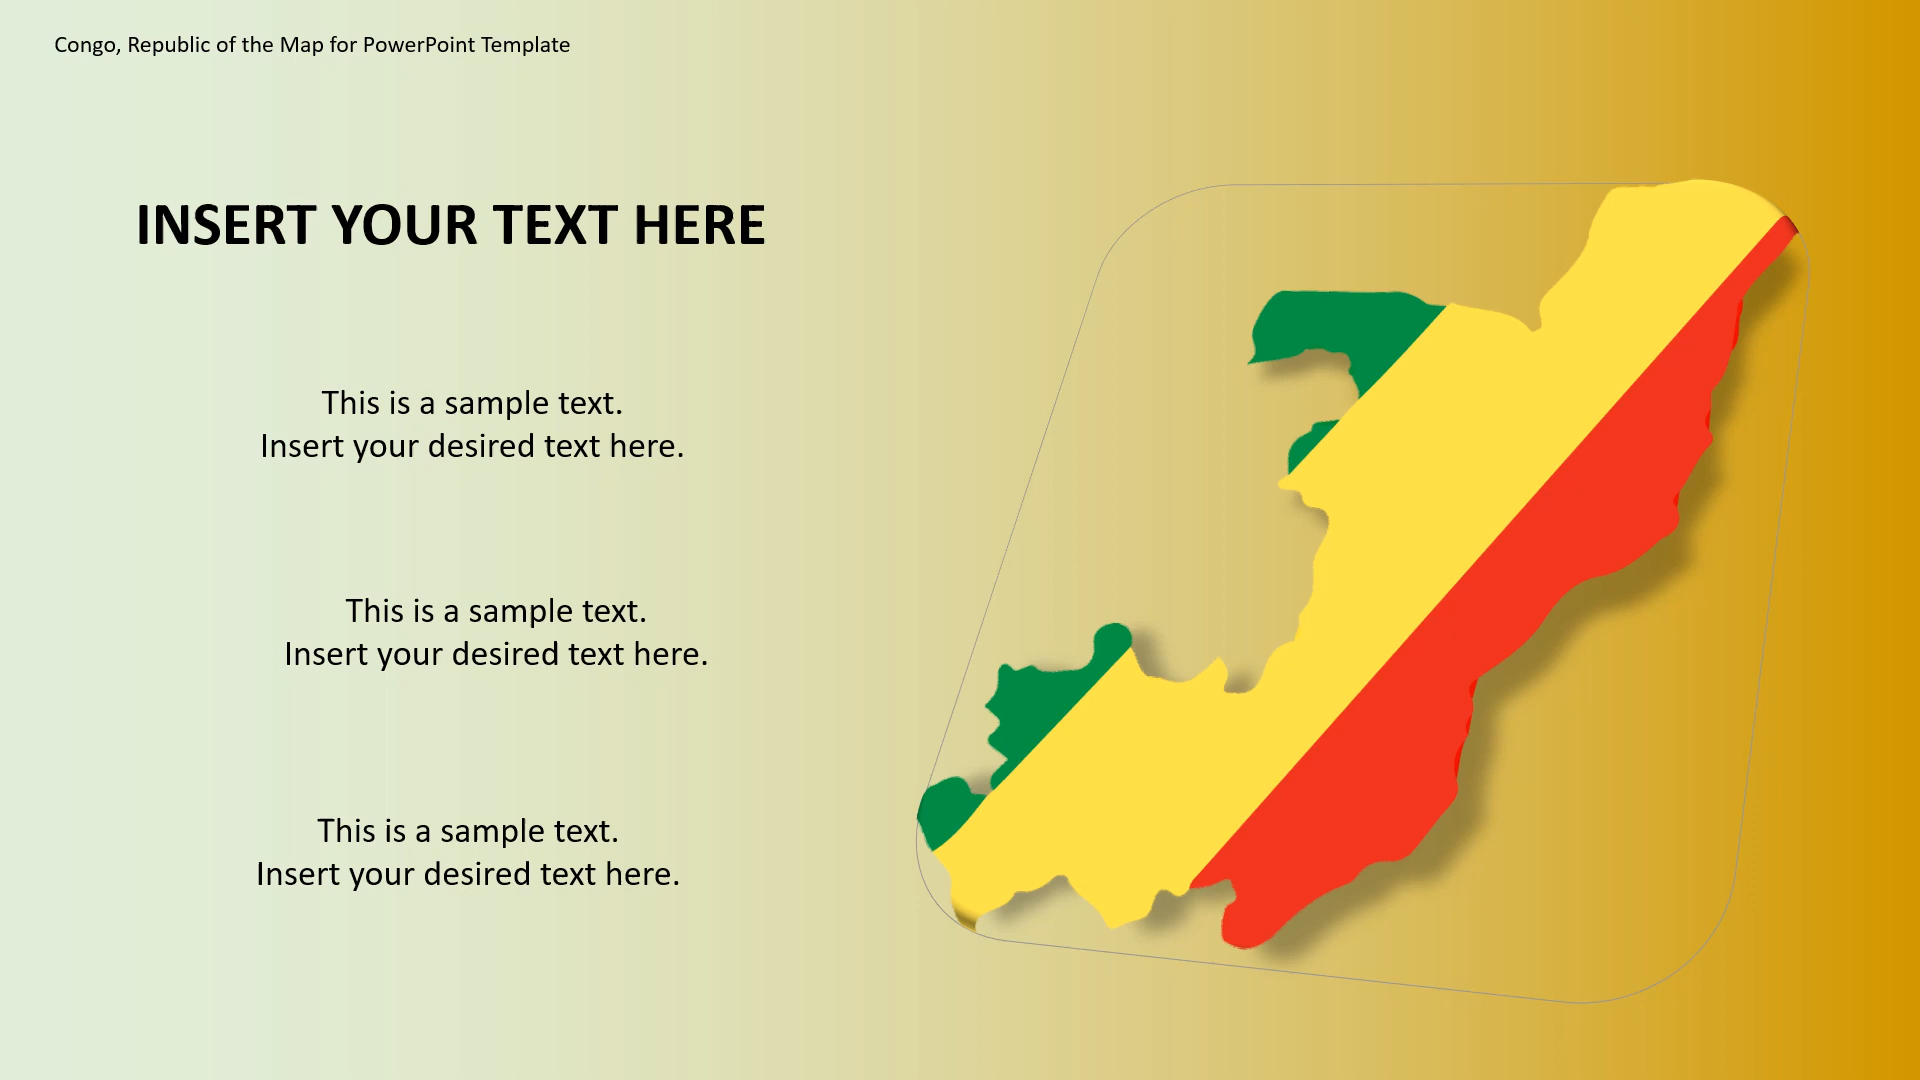 Congo, Republic of the Map for PowerPoint Template
INSERT YOUR TEXT HERE
This is a sample text.
Insert your desired text here.
This is a sample text.
Insert your desired text here.
This is a sample text.
Insert your desired text here.